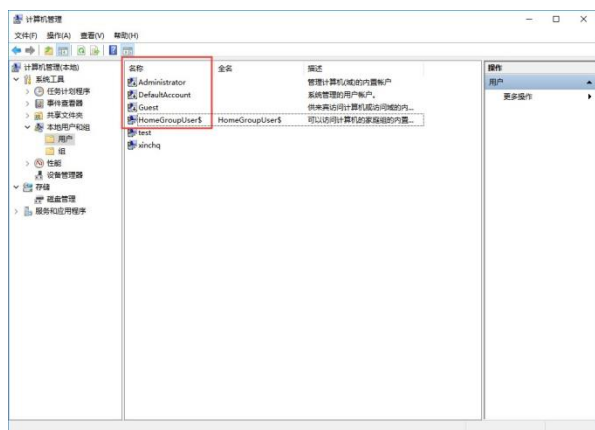 计算机管理
文件(F) 操作(A) 查看(V) 帮助(H)
计算机管理(本地)
系统工具
任务计划程序
事件查看器
共享文件夹
本地用户和组
用户
组
性能
设备管理器
存储
磁盘管理
服务和应用程序
名称 全名 描述
Administrator 管理计算机(域)的内置帐户
DefaultAccount 系统管理的用户帐户。
Guest 供来宾访问计算机或访问域的内...
HomeGroupUser$ HomeGroupUser$ 可以访问计算机的家庭组的内置...
test
xinchq
操作
用户
更多操作